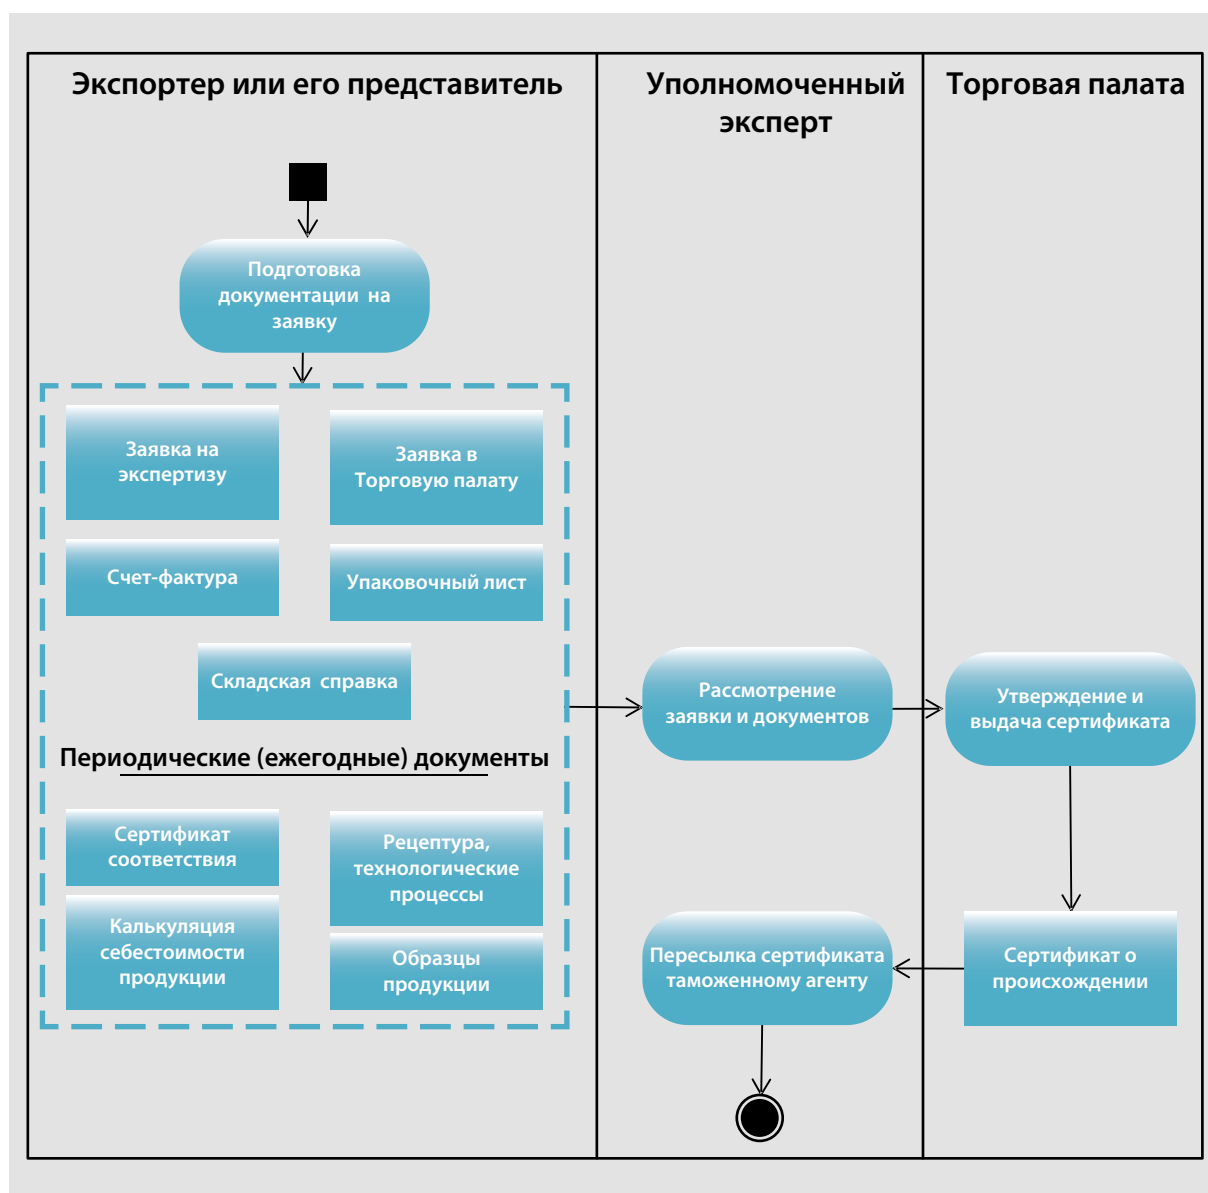 Экспортер или его представитель
Уполномоченный
эксперт
Торговая палата
Подготовка
документации на
заявку
Заявка на
экспертизу
Заявка в
Торговую палату
Счет-фактура
Упаковочный лист
Складская справка
Периодические (ежегодные) документы
Сертификат
соответствия
Рецептура,
технологические
процессы
Калькуляция
себестоимости
продукции
Образцы
продукции
Рассмотрение
заявки и документов
Утверждение и
выдача сертификата
Сертификат о
происхождении
Пересылка сертификата
таможенному агенту